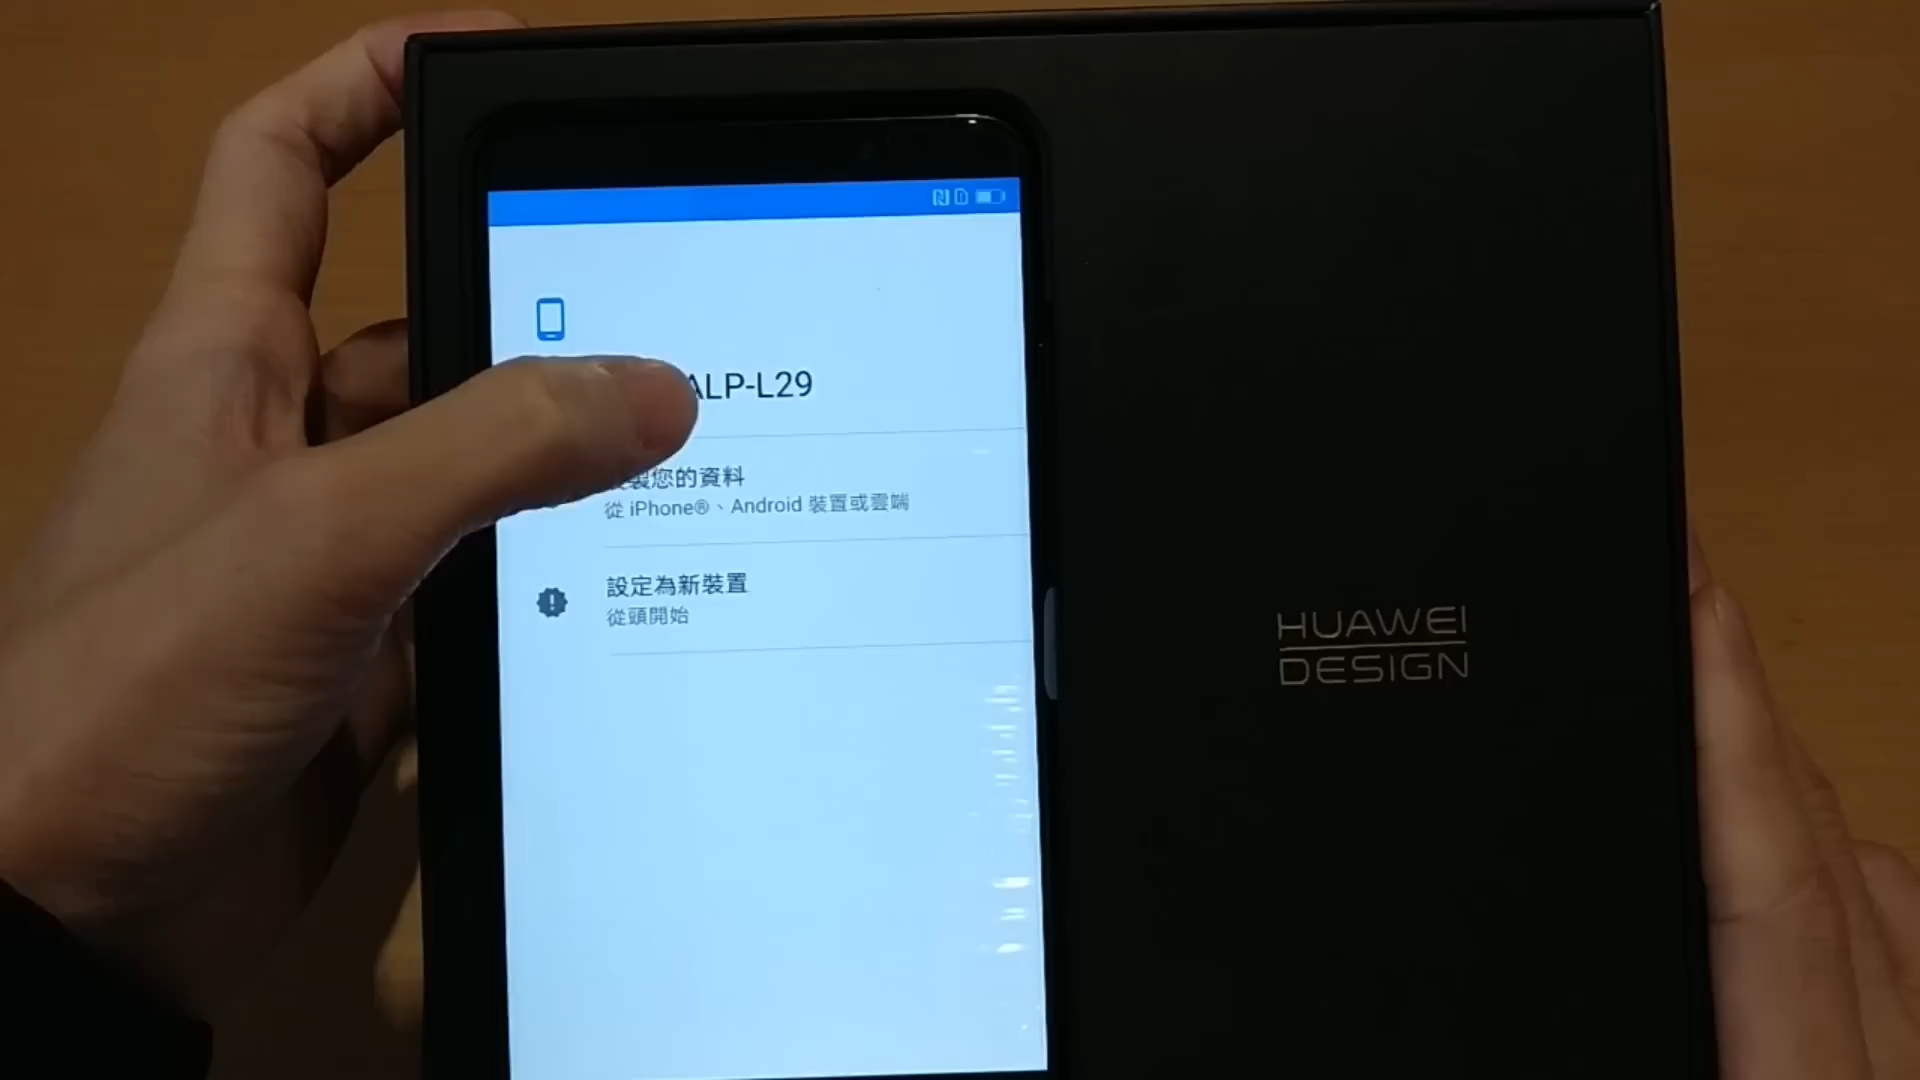 ALP-L29
製您的資料
從 iPhone®、Android 裝置或雲端
設定為新裝置
從頭開始
HUAWEI
DESIGN